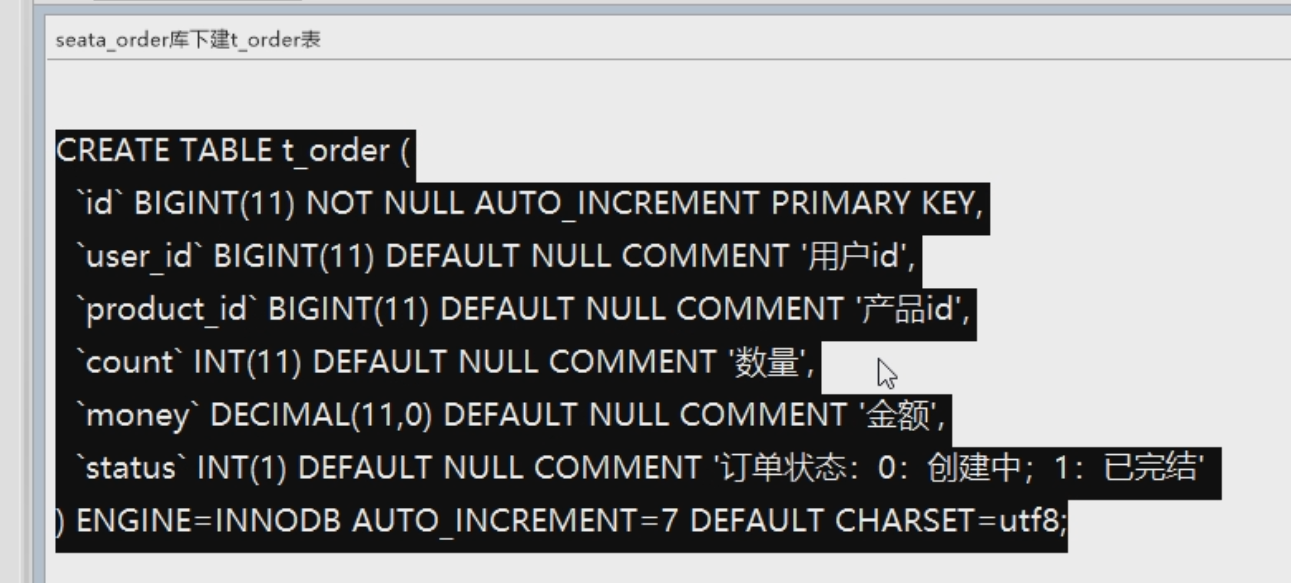 seata_order库下建t_order表
CREATE TABLE t_order (
`id` BIGINT(11) NOT NULL AUTO_INCREMENT PRIMARY KEY,
`user_id` BIGINT(11) DEFAULT NULL COMMENT '用户id',
`product_id` BIGINT(11) DEFAULT NULL COMMENT '产品id',
`count` INT(11) DEFAULT NULL COMMENT '数量',
`money` DECIMAL(11,0) DEFAULT NULL COMMENT '金额',
`status` INT(1) DEFAULT NULL COMMENT '订单状态：0：创建中；1：已完结'
) ENGINE=INNODB AUTO_INCREMENT=7 DEFAULT CHARSET=utf8;